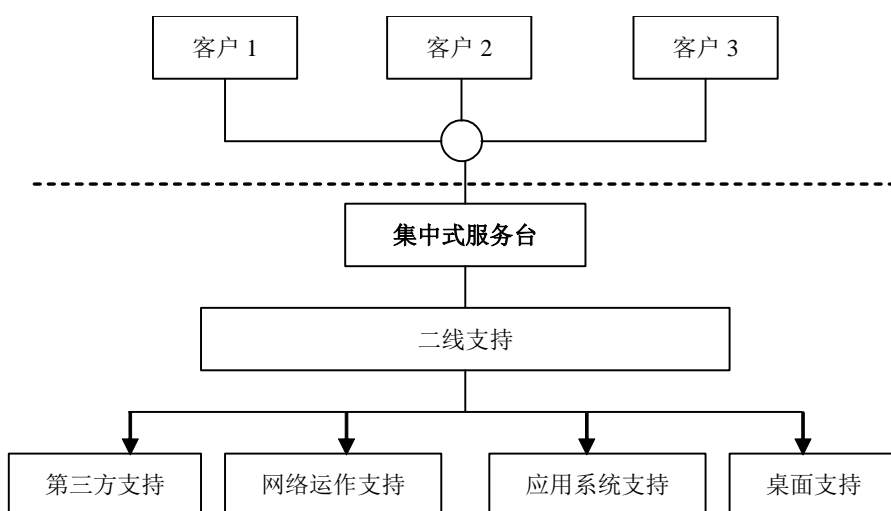 客户 1
客户 2
客户 3
集中式服务台
二线支持
第三方支持
网络运作支持
应用系统支持
桌面支持